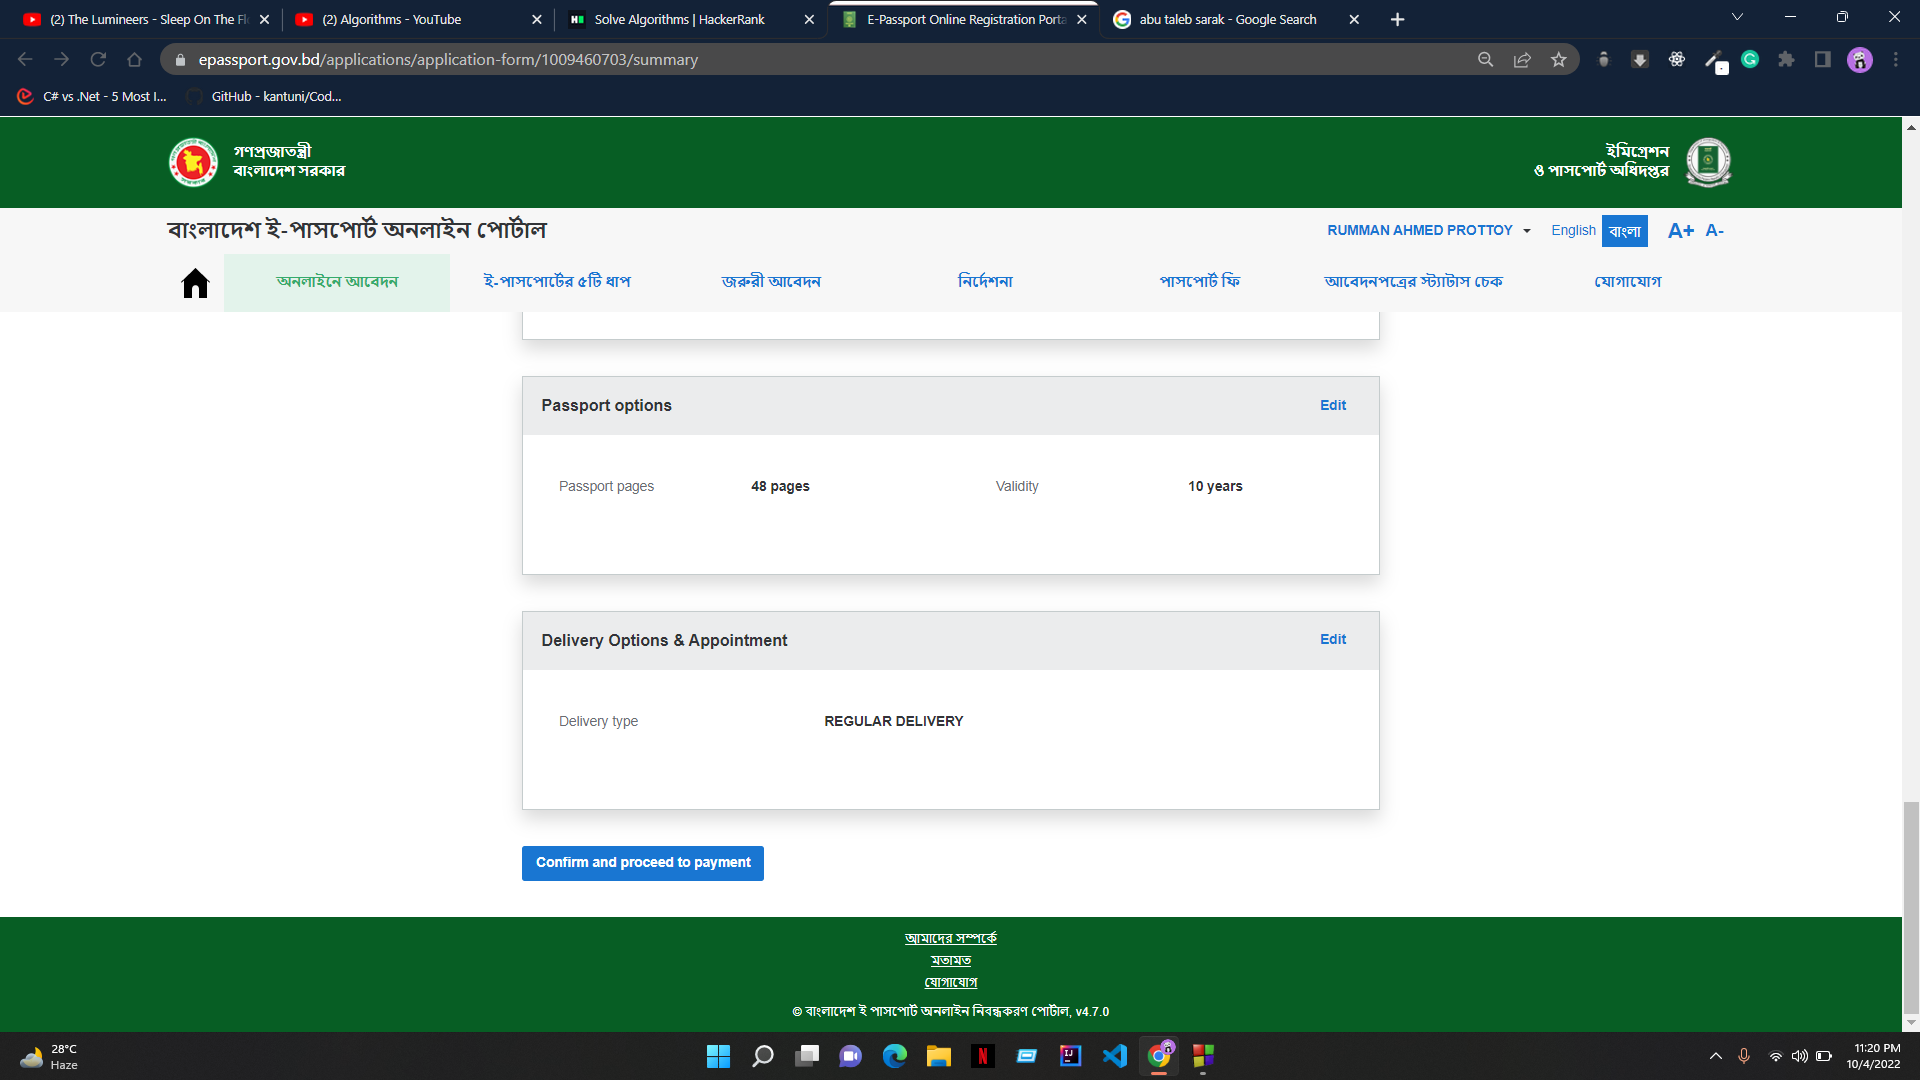 (2) The Lumineers - Sleep On The Fl
(2) Algorithms - YouTube
Solve Algorithms | HackerRank
E-Passport Online Registration Porta
abu taleb sarak - Google Search
epassport.gov.bd/applications/application-form/1009460703/summary
C# vs .Net - 5 Most I...
GitHub - kantuni/Cod...
গণপ্রজাতন্ত্রী
বাংলাদেশ সরকার
ইমিগ্রেশন
ও পাসপোর্ট অধিদপ্তর
বাংলাদেশ ই-পাসপোর্ট অনলাইন পোর্টাল
RUMMAN AHMED PROTTOY
English
বাংলা
A+ A-
অনলাইনে আবেদন
ই-পাসপোর্টের ৫টি ধাপ
জরুরী আবেদন
নির্দেশনা
পাসপোর্ট ফি
আবেদনপত্রের স্ট্যাটাস চেক
যোগাযোগ
Passport options
Edit
Passport pages
48 pages
Validity
10 years
Delivery Options & Appointment
Edit
Delivery type
REGULAR DELIVERY
Confirm and proceed to payment
আমাদের সম্পর্কে
মতামত
যোগাযোগ
© বাংলাদেশ ই পাসপোর্ট অনলাইন নিবন্ধকরণ পোর্টাল, v4.7.0
28°C
Haze
11:20 PM
10/4/2022